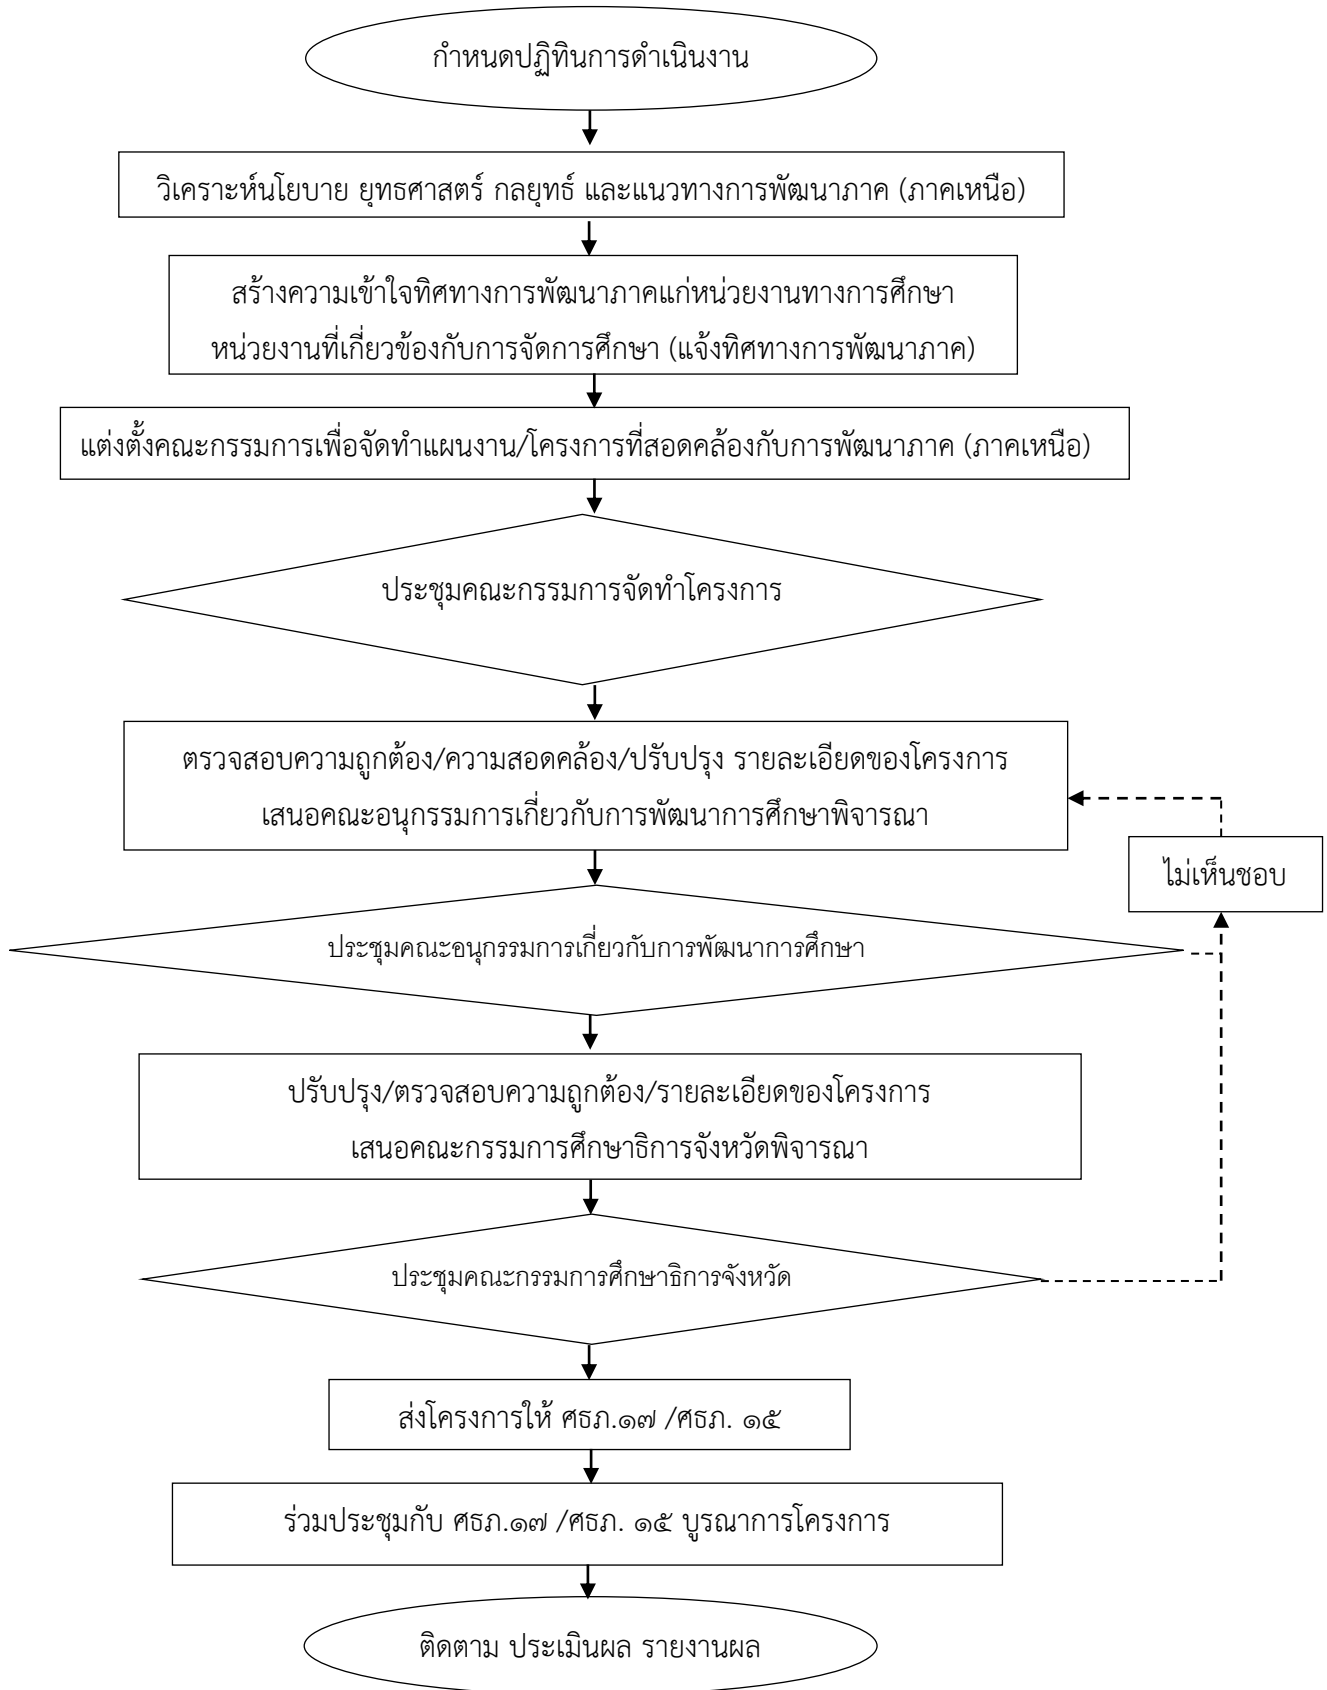 กำหนดปฏิทินการดำเนินงาน
วิเคราะห์นโยบาย ยุทธศาสตร์ กลยุทธ์ และแนวทางการพัฒนาภาค (ภาคเหนือ)
สร้างความเข้าใจทิศทางการพัฒนาภาคแก่หน่วยงานทางการศึกษา
หน่วยงานที่เกี่ยวข้องกับการจัดการศึกษา (แจ้งทิศทางการพัฒนาภาค)
แต่งตั้งคณะกรรมการเพื่อจัดทำแผนงาน/โครงการที่สอดคล้องกับการพัฒนาภาค (ภาคเหนือ)
ประชุมคณะกรรมการจัดทำโครงการ
ตรวจสอบความถูกต้อง/ความสอดคล้อง/ปรับปรุง รายละเอียดของโครงการ
เสนอคณะอนุกรรมการเกี่ยวกับการพัฒนาการศึกษาพิจารณา
ไม่เห็นชอบ
ประชุมคณะอนุกรรมการเกี่ยวกับการพัฒนาการศึกษา
ปรับปรุง/ตรวจสอบความถูกต้อง/รายละเอียดของโครงการ
เสนอคณะกรรมการศึกษาธิการจังหวัดพิจารณา
ประชุมคณะกรรมการศึกษาธิการจังหวัด
ส่งโครงการให้ ศธภ.๑๗ /ศธภ. ๑๕
ร่วมประชุมกับ ศธภ.๑๗ /ศธภ. ๑๕ บูรณาการโครงการ
ติดตาม ประเมินผล รายงานผล